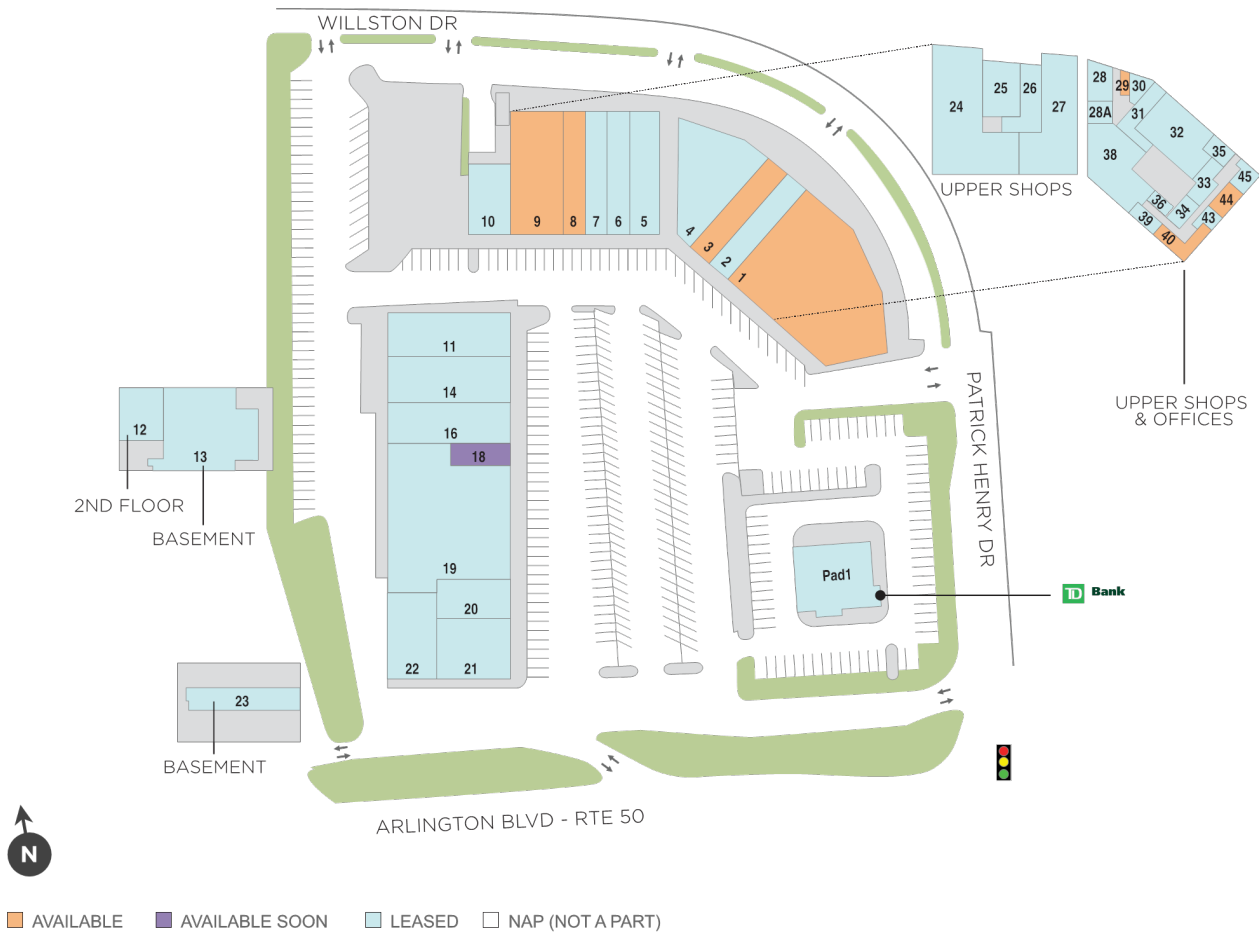 WILLSTON DR
24
25
26
27
UPPER SHOPS
28
29
30
28A
31
32
38
35
33
45
36
34
44
39
43
40
UPPER SHOPS
& OFFICES
10
9
8
7
6
5
4
3
2
1
11
14
16
18
19
20
22
21
12
13
2ND FLOOR
BASEMENT
23
BASEMENT
PATRICK HENRY DR
Pad1
TD Bank
ARLINGTON BLVD - RTE 50
N
AVAILABLE
AVAILABLE SOON
LEASED
NAP (NOT A PART)